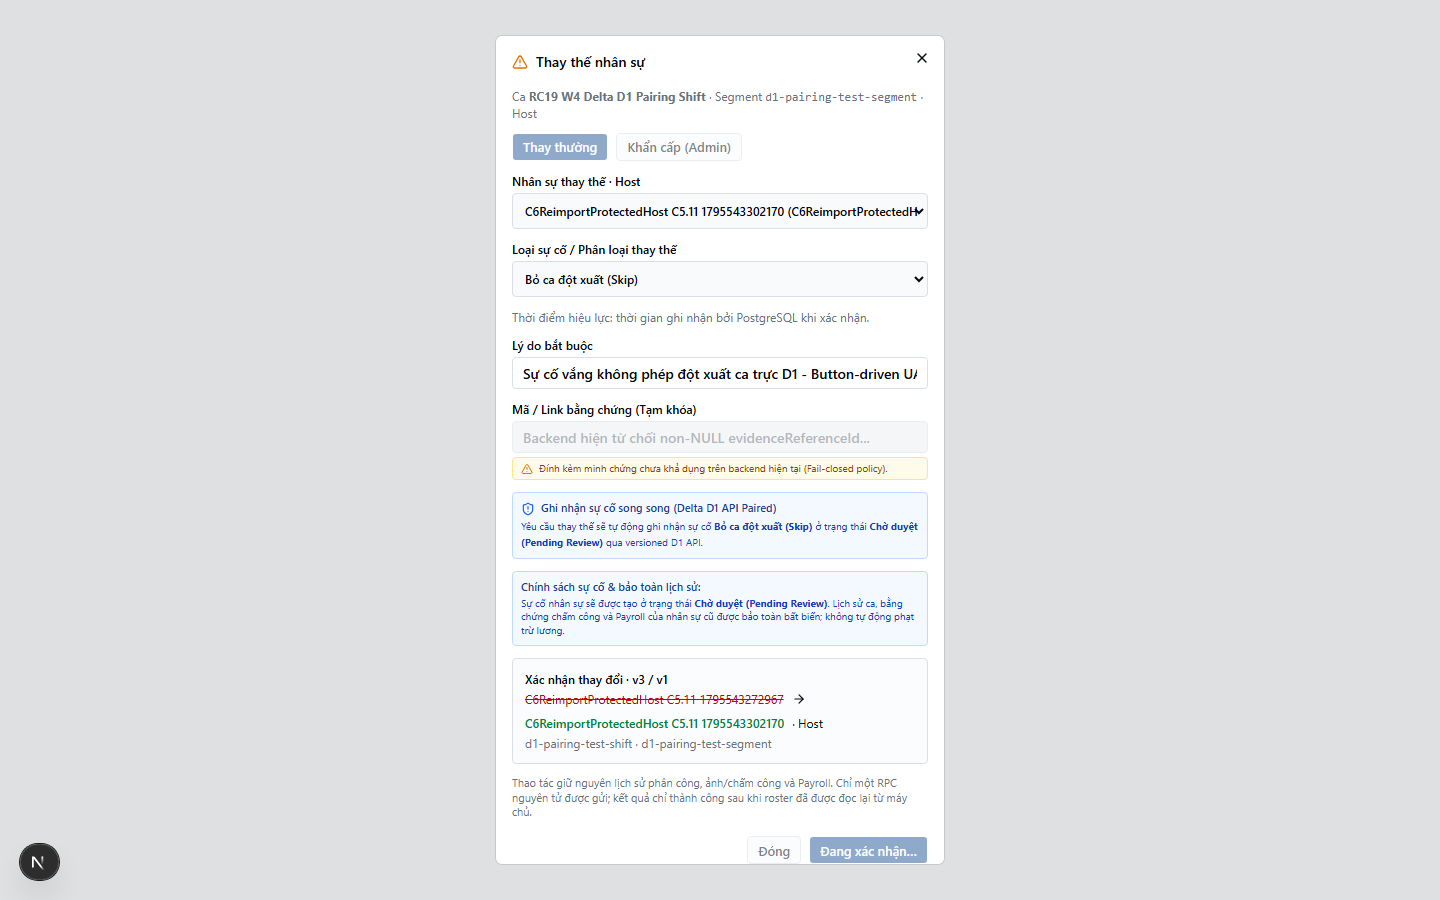 Thay thế nhân sự
Ca RC19 W4 Delta D1 Pairing Shift · Segment d1-pairing-test-segment ·
Host
Thay thường
Khẩn cấp (Admin)
Nhân sự thay thế · Host
C6ReimportProtectedHost C5.11 1795543302170 (C6ReimportProtectedH
Loại sự cố / Phân loại thay thế
Bỏ ca đột xuất (Skip)
Thời điểm hiệu lực: thời gian ghi nhận bởi PostgreSQL khi xác nhận.
Lý do bắt buộc
Sự cố vắng không phép đột xuất ca trực D1 - Button-driven UA
Mã / Link bằng chứng (Tạm khóa)
Backend hiện từ chối non-NULL evidenceReferenceId...
Đính kèm minh chứng chưa khả dụng trên backend hiện tại (Fail-closed policy).
Ghi nhận sự cố song song (Delta D1 API Paired)
Yêu cầu thay thế sẽ tự động ghi nhận sự cố Bỏ ca đột xuất (Skip) ở trạng thái Chờ duyệt
(Pending Review) qua versioned D1 API.
Chính sách sự cố & bảo toàn lịch sử:
Sự cố nhân sự sẽ được tạo ở trạng thái Chờ duyệt (Pending Review). Lịch sử ca, bằng
chứng chấm công và Payroll của nhân sự cũ được bảo toàn bất biến; không tự động phạt
trừ lương.
Xác nhận thay đổi · v3 / v1
C6ReimportProtectedHost C5.11 1795543272967 →
C6ReimportProtectedHost C5.11 1795543302170 · Host
d1-pairing-test-shift · d1-pairing-test-segment
Thao tác giữ nguyên lịch sử phân công, ảnh/chấm công và Payroll. Chỉ một RPC
nguyên tử được gửi; kết quả chỉ thành công sau khi roster đã được đọc lại từ máy
chủ.
Đóng
Đang xác nhận...
N